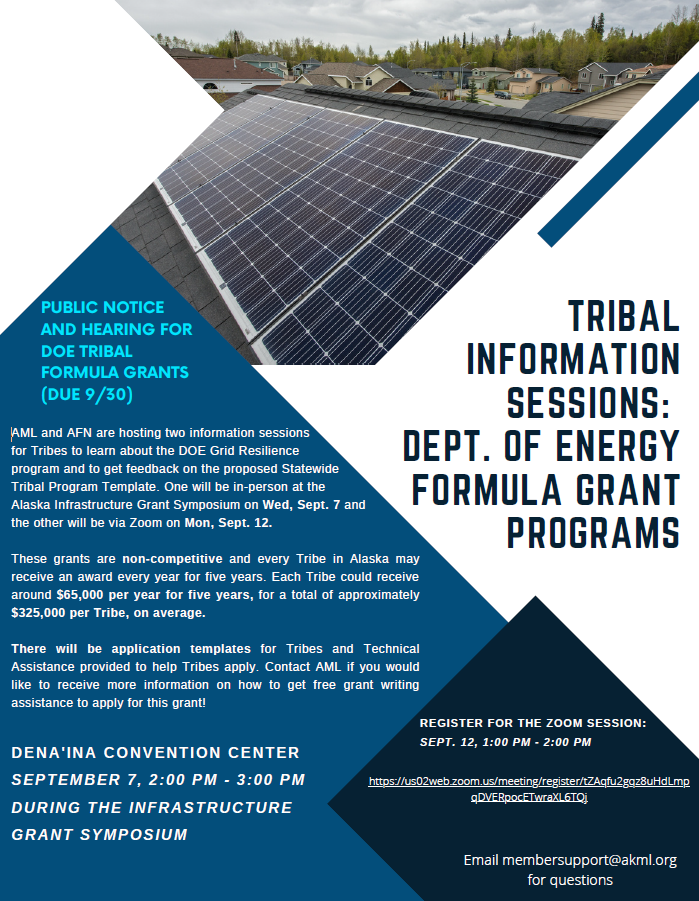 PUBLIC NOTICE
AND HEARING FOR
DOE TRIBAL
FORMULA GRANTS
(DUE 9/30)
AML and AFN are hosting two information sessions
for Tribes to learn about the DOE Grid Resilience
program and to get feedback on the proposed Statewide
Tribal Program Template. One will be in-person at the
Alaska Infrastructure Grant Symposium on Wed, Sept. 7 and
the other will be via Zoom on Mon, Sept. 12.
These grants are non-competitive and every Tribe in Alaska may
receive an award every year for five years. Each Tribe could receive
around $65,000 per year for five years, for a total of approximately
$325,000 per Tribe, on average.
There will be application templates for Tribes and Technical
Assistance provided to help Tribes apply. Contact AML if you would
like to receive more information on how to get free grant writing
assistance to apply for this grant!
DENA'INA CONVENTION CENTER
SEPTEMBER 7, 2:00 PM - 3:00 PM
DURING THE INFRASTRUCTURE
GRANT SYMPOSIUM
TRIBAL
INFORMATION
SESSIONS:
DEPT. OF ENERGY
FORMULA GRANT
PROGRAMS
REGISTER FOR THE ZOOM SESSION:
SEPT. 12, 1:00 PM - 2:00 PM
https://us02web.zoom.us/meeting/register/tZAqfu2gqz8uHdLmp
qDVERpocETwraXL6TQj
Email membersupport@akml.org
for questions